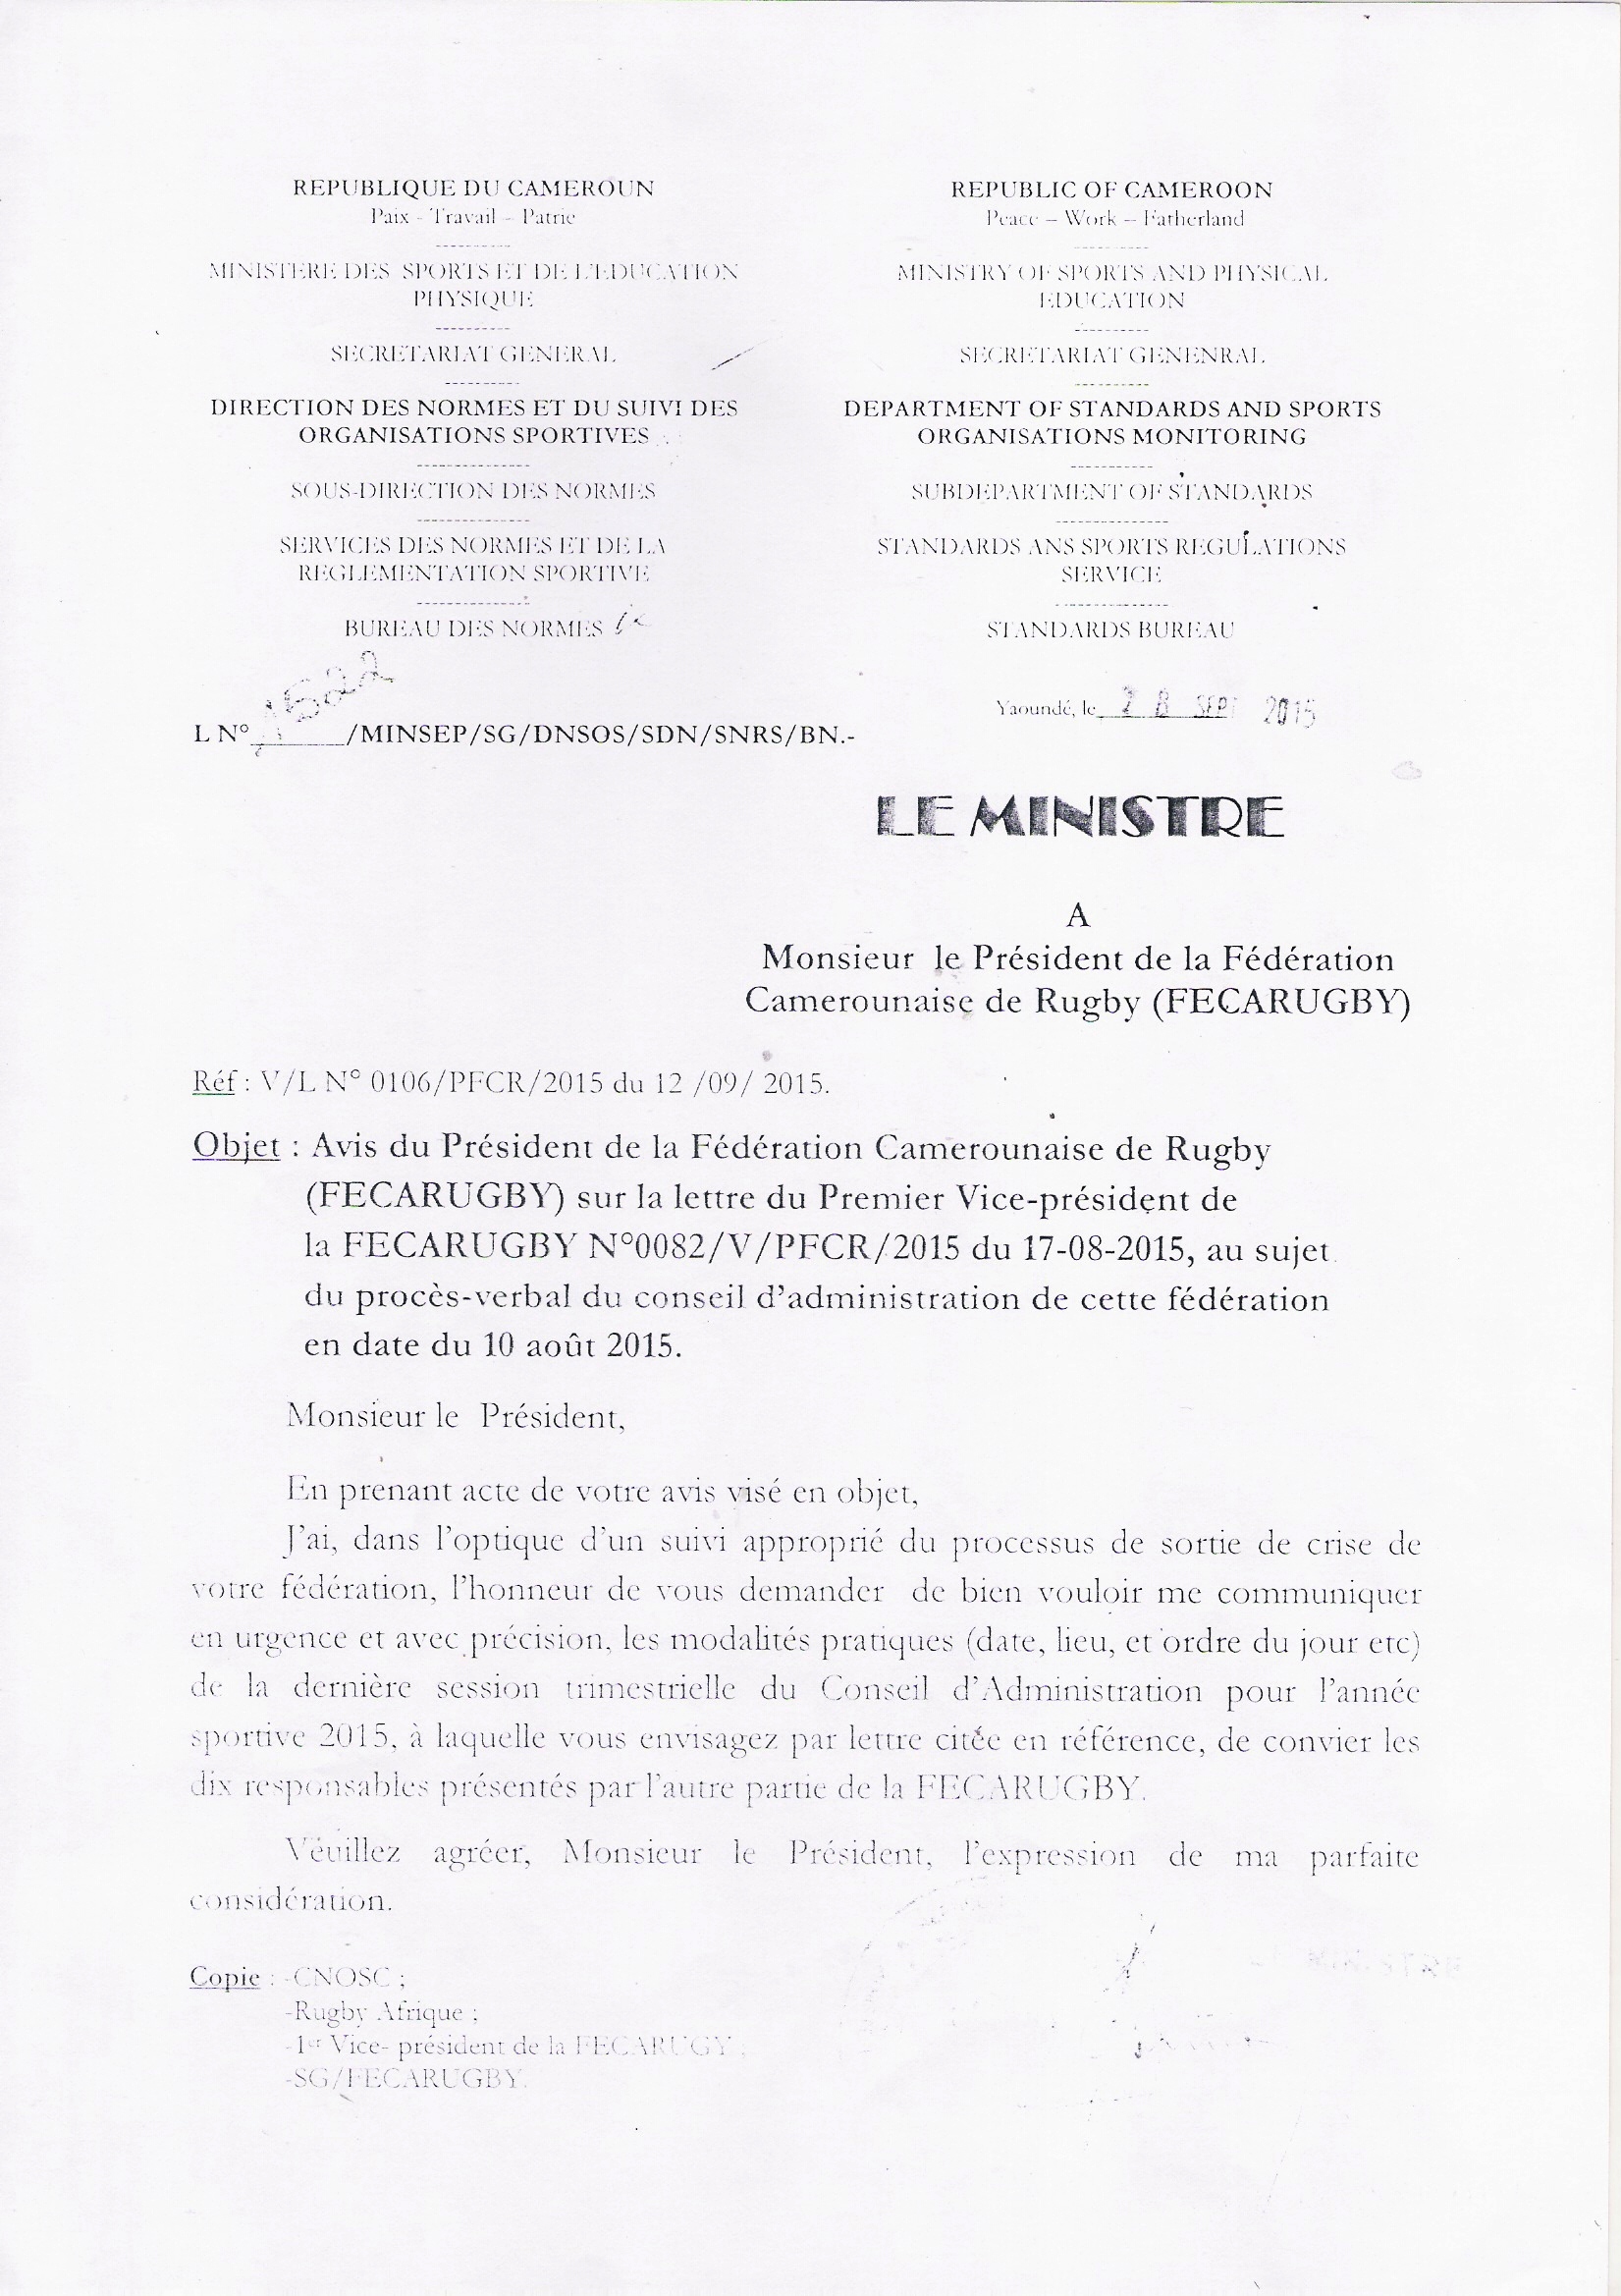 REPUBLIQUE DU CAMEROUN
Paix - Travail – Patrie
----------
MINISTERE DES SPORTS ET DE L'EDUCATION
PHYSIQUE
----------
SECRETARIAT GENERAL
----------
DIRECTION DES NORMES ET DU SUIVI DES
ORGANISATIONS SPORTIVES
---------------
SOUS-DIRECTION DES NORMES
---------------
SERVICES DES NORMES ET DE LA
REGLEMENTATION SPORTIVE
---------------
BUREAU DES NORMES
REPUBLIC OF CAMEROON
Peace – Work – Fatherland
----------
MINISTRY OF SPORTS AND PHYSICAL
EDUCATION
----------
SECRETARIAT GENENRAL
----------
DEPARTMENT OF STANDARDS AND SPORTS
ORGANISATIONS MONITORING
-----------
SUBDEPARTMENT OF STANDARDS
---------------
STANDARDS ANS SPORTS REGULATIONS
SERVICE
---------------
STANDARDS BUREAU
L N° /MINSEP/SG/DNSOS/SDN/SNRS/BN.-
Yaoundé, le 28 SEPT 2015
LE MINISTRE
A
Monsieur le Président de la Fédération
Camerounaise de Rugby (FECARUGBY)
Réf : V/L N° 0106/PFCR/2015 du 12 /09/ 2015.
Objet : Avis du Président de la Fédération Camerounaise de Rugby
(FECARUGBY) sur la lettre du Premier Vice-président de
la FECARUGBY N°0082/V/PFCR/2015 du 17-08-2015, au sujet
du procès-verbal du conseil d'administration de cette fédération
en date du 10 août 2015.
Monsieur le Président,
En prenant acte de votre avis visé en objet,
J'ai, dans l'optique d'un suivi approprié du processus de sortie de crise de
votre fédération, l'honneur de vous demander de bien vouloir me communiquer
en urgence et avec précision, les modalités pratiques (date, lieu, et ordre du jour etc)
de la dernière session trimestrielle du Conseil d'Administration pour l'année
sportive 2015, à laquelle vous envisagez par lettre citée en référence, de convier les
dix responsables présentés par l'autre partie de la FECARUGBY.
Veuillez agréer, Monsieur le Président, l'expression de ma parfaite
considération.
Copie : -CNOSC ;
-Rugby Afrique ;
-1er Vice- président de la FECARUGY ;
-SG/FECARUGBY.